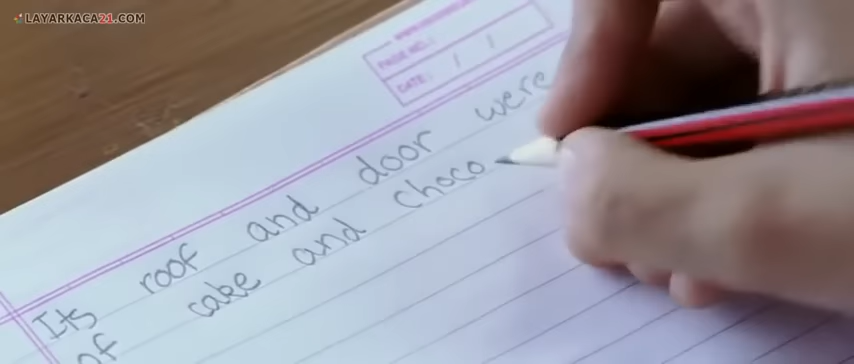 LAYARKACA21.COM
PAGE NO.:
DATE: / /
Its roof and door were
of cake and choco